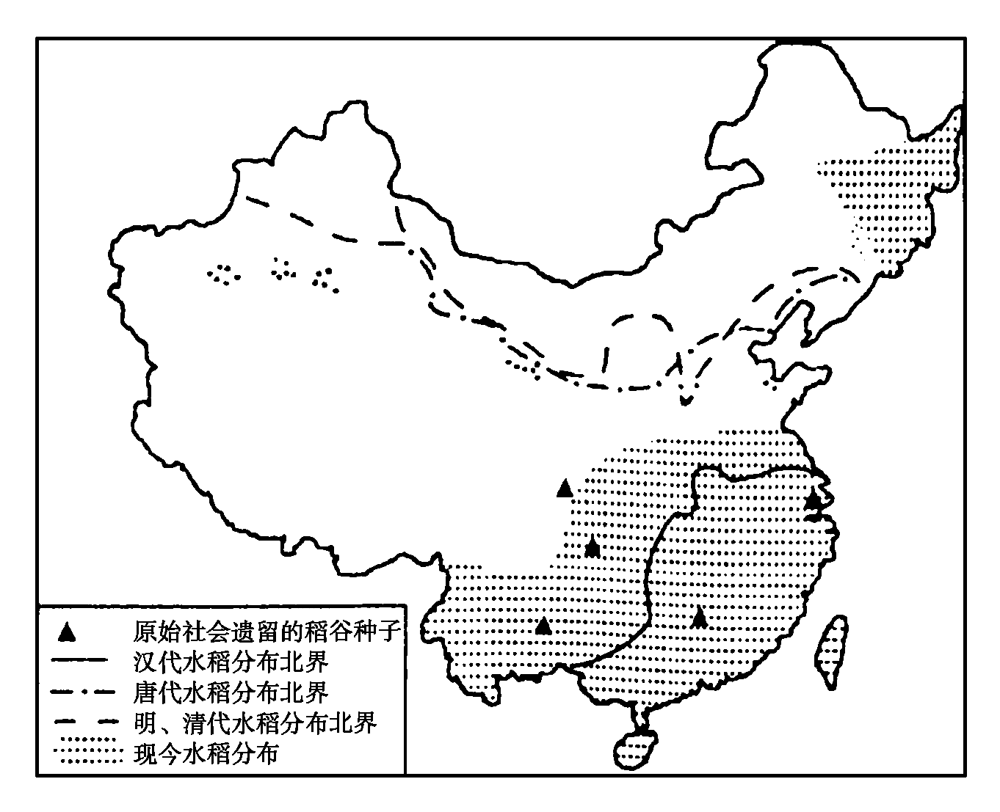 原始社会遗留的稻谷种子
汉代水稻分布北界
唐代水稻分布北界
明、清代水稻分布北界
现今水稻分布